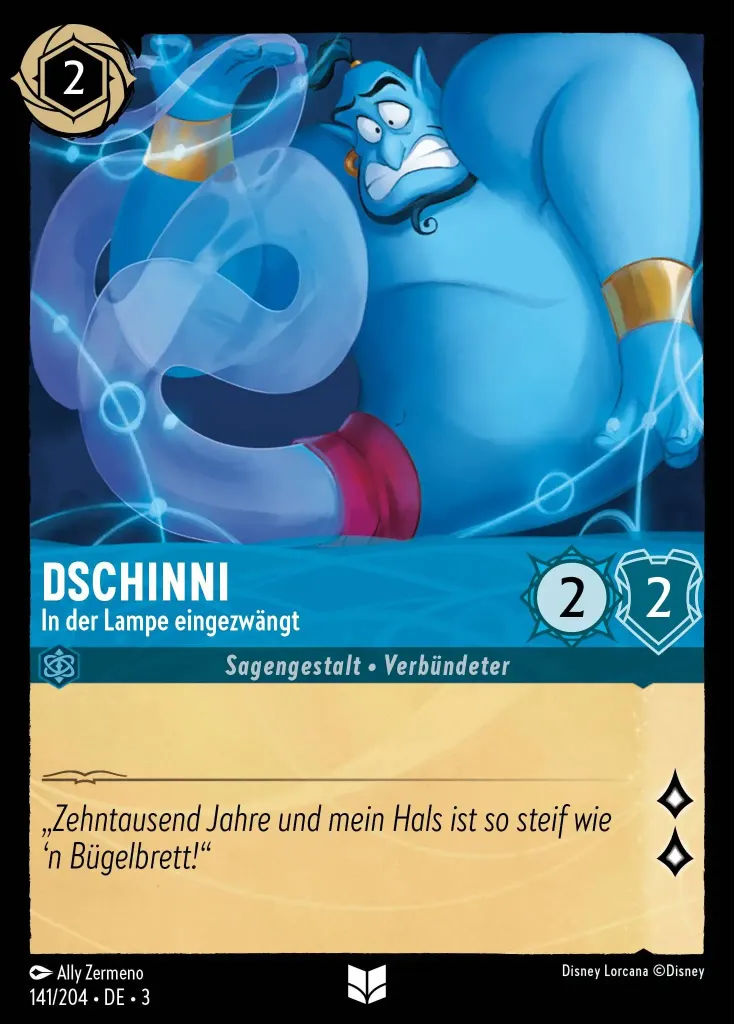 2
DSCHINNI
In der Lampe eingezwängt
2
2
Sagengestalt • Verbündeter
„Zehntausend Jahre und mein Hals ist so steif wie
‘n Bügelbrett!“
Ally Zermeno
Disney Lorcana ©Disney
141/204 • DE • 3